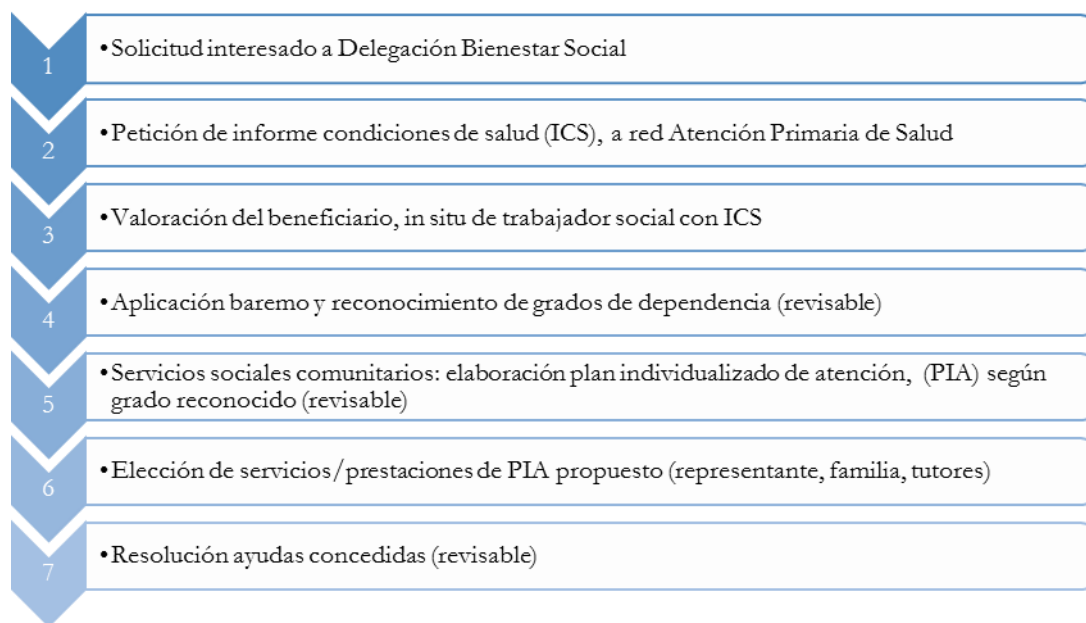 1
•Solicitud interesado a Delegación Bienestar Social
2
•Petición de informe condiciones de salud (ICS), a red Atención Primaria de Salud
3
•Valoración del beneficiario, in situ de trabajador social con ICS
4
•Aplicación baremo y reconocimiento de grados de dependencia (revisable)
5
•Servicios sociales comunitarios: elaboración plan individualizado de atención, (PIA) según
grado reconocido (revisable)
6
•Elección de servicios/prestaciones de PIA propuesto (representante, familia, tutores)
7
•Resolución ayudas concedidas (revisable)